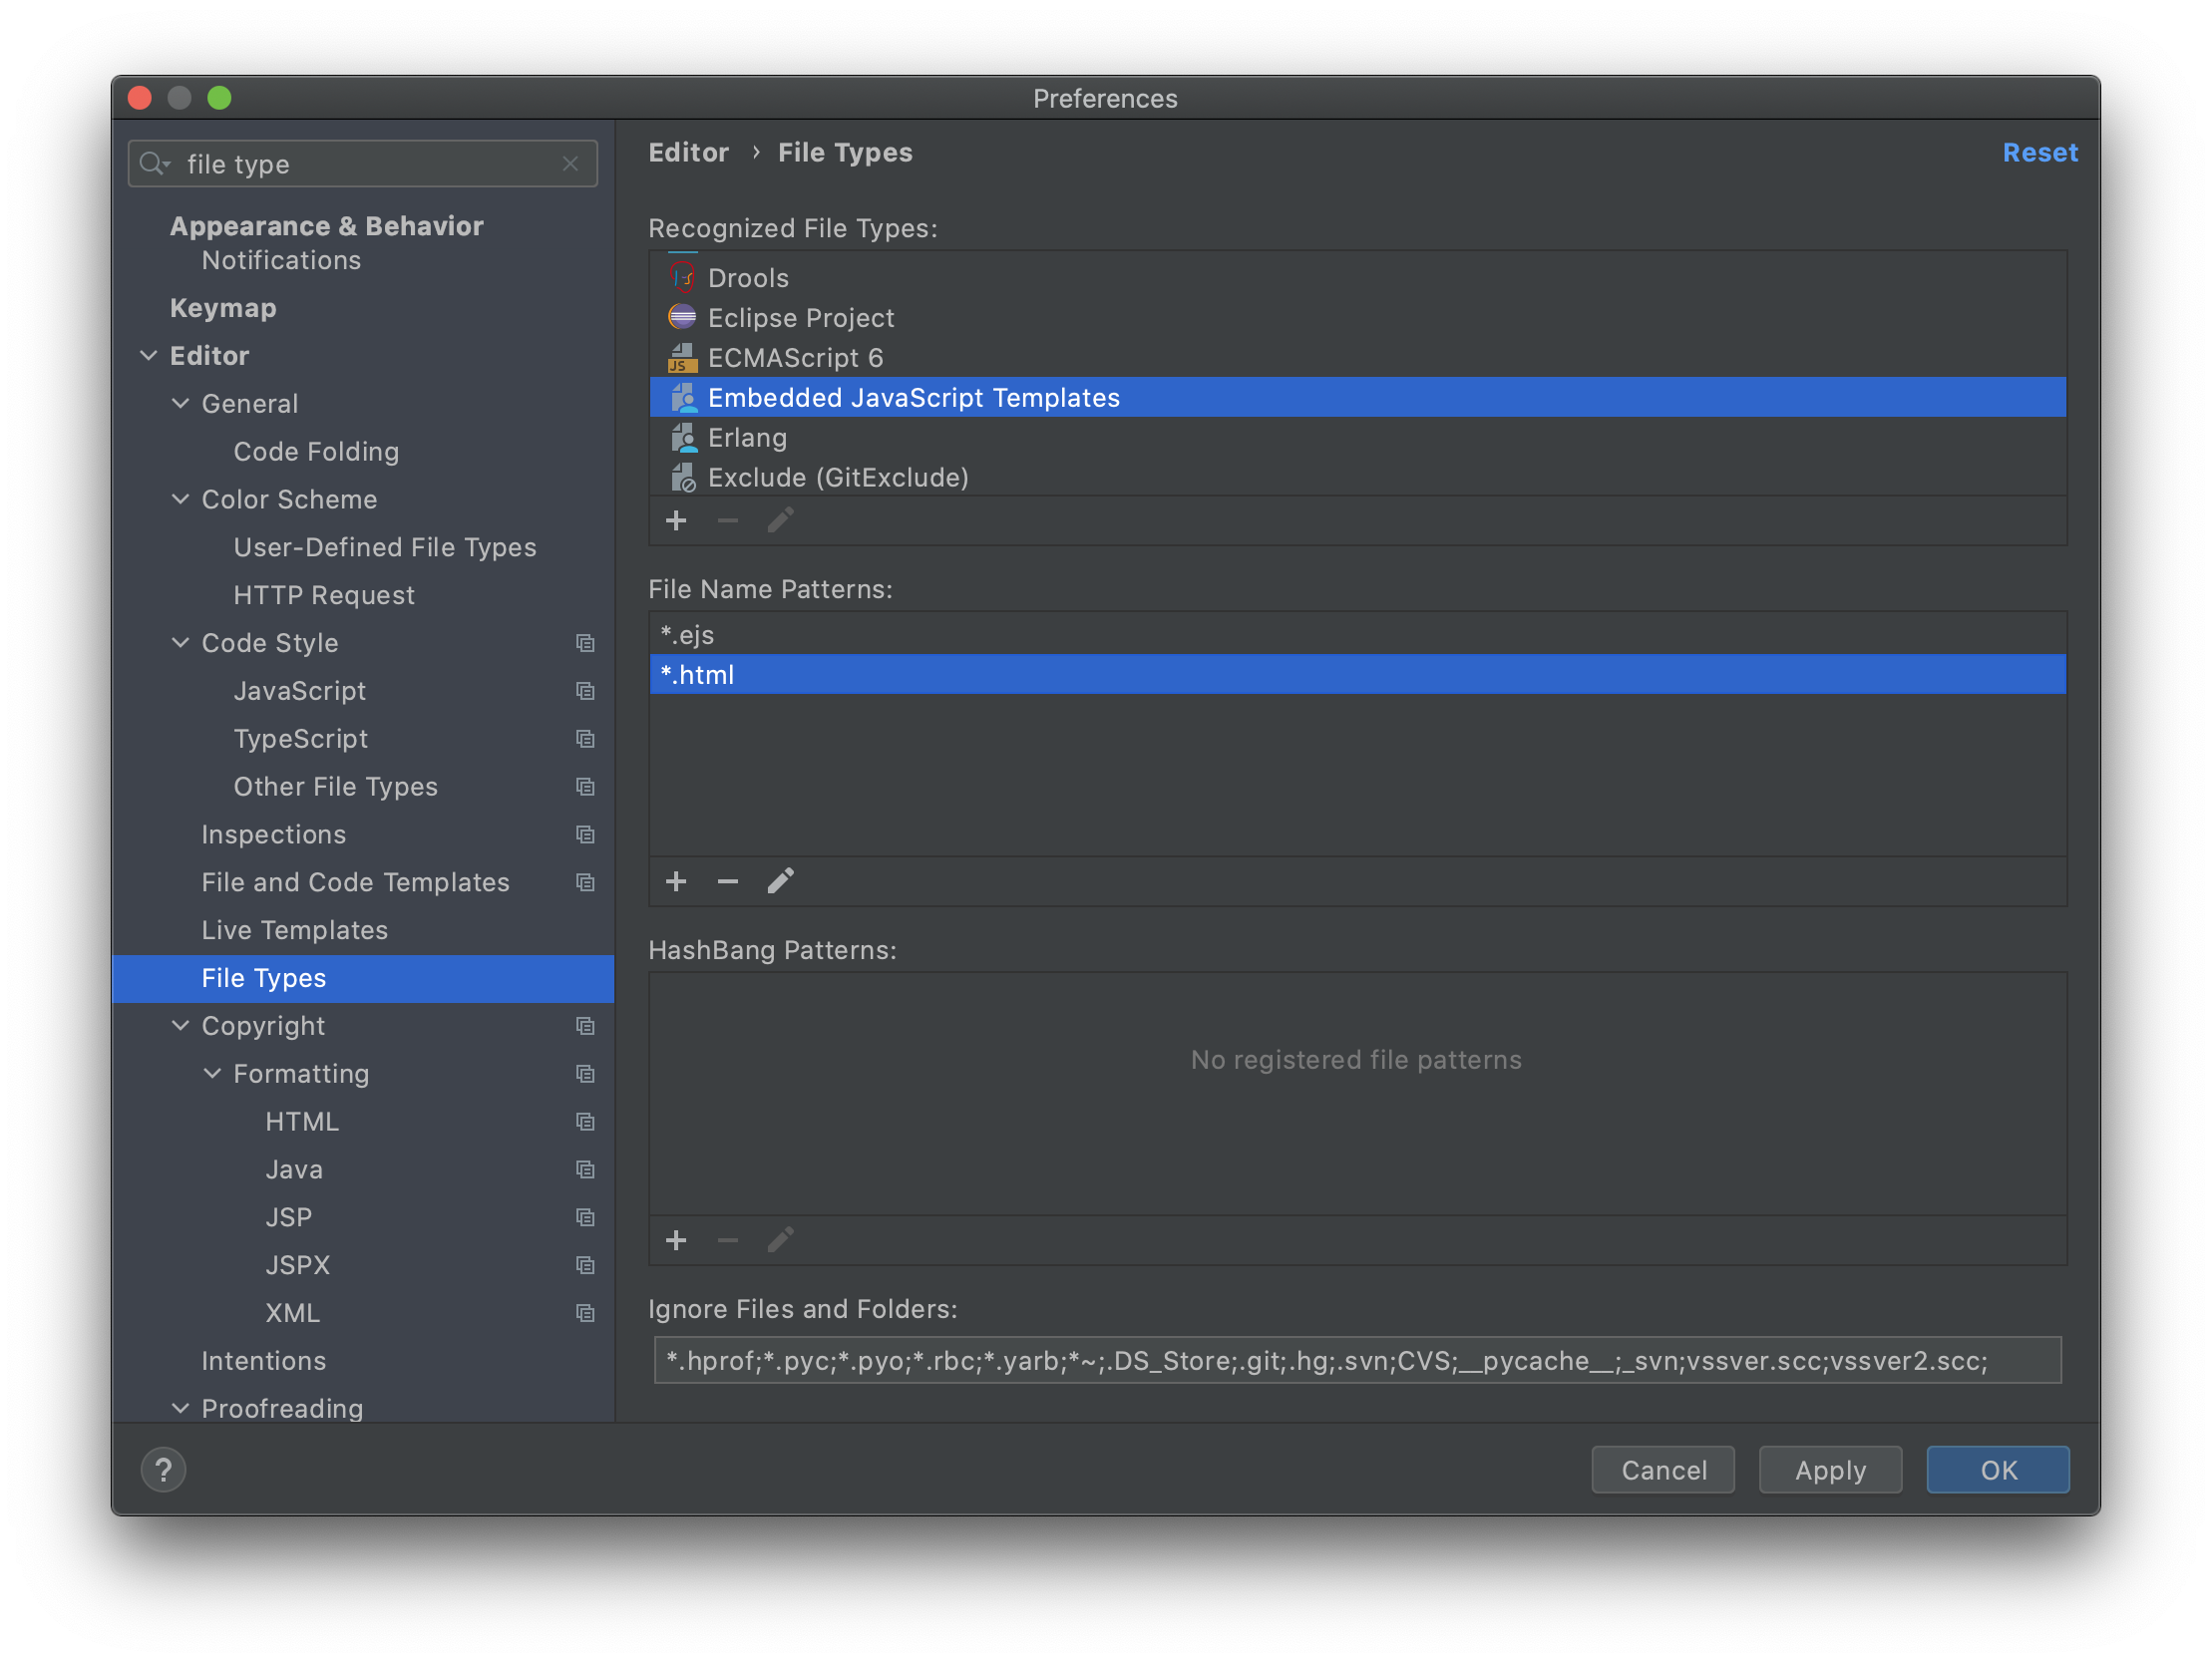 Preferences
file type
Appearance & Behavior
Notifications
Keymap
Editor
General
Code Folding
Color Scheme
User-Defined File Types
HTTP Request
Code Style
JavaScript
TypeScript
Other File Types
Inspections
File and Code Templates
Live Templates
File Types
Copyright
Formatting
HTML
Java
JSP
JSPX
XML
Intentions
Proofreading
Editor › File Types
Reset
Recognized File Types:
Drools
Eclipse Project
JS ECMAScript 6
Embedded JavaScript Templates
Erlang
Exclude (GitExclude)
File Name Patterns:
*.ejs
*.html
HashBang Patterns:
No registered file patterns
Ignore Files and Folders:
*.hprof;*.pyc;*.pyo;*.rbc;*.yarb;*~;.DS_Store;.git;.hg;.svn;CVS;__pycache__;_svn;vssver.scc;vssver2.scc;
?
Cancel
Apply
OK